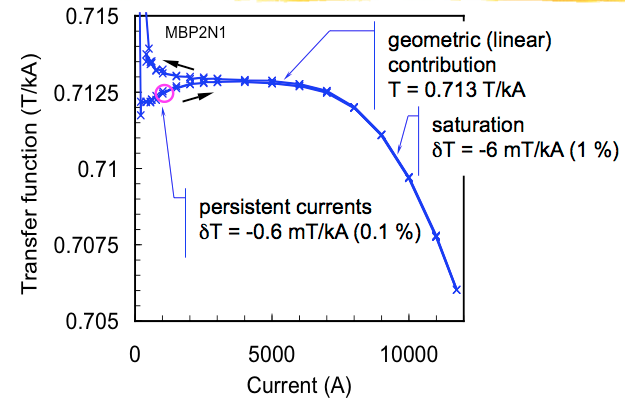 0.715
MBP2N1
geometric (linear)
contribution
T = 0.713 T/kA
0.7125
saturation
δT = -6 mT/kA (1 %)
0.71
persistent currents
δT = -0.6 mT/kA (0.1 %)
0.7075
0.705
0 5000 10000
Current (A)
Transfer function (T/kA)